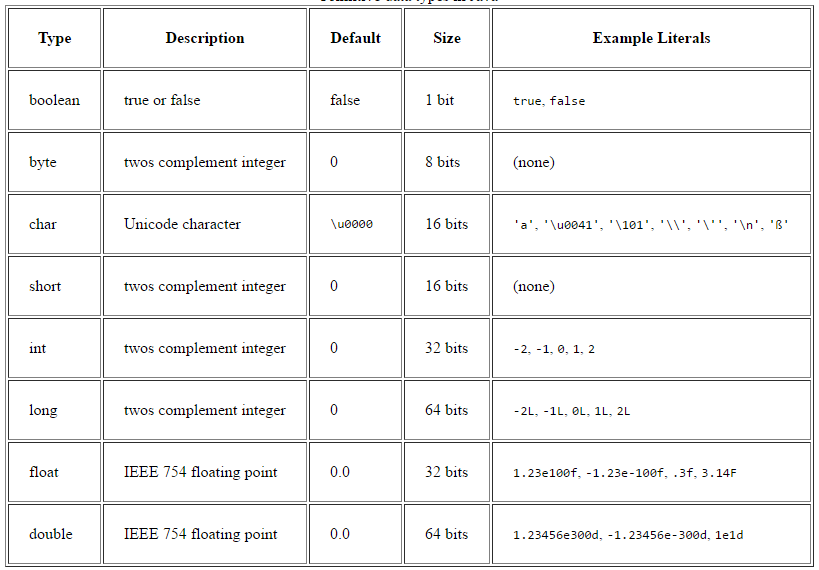 Type Description Default Size Example Literals
boolean true or false false 1 bit true, false
byte twos complement integer 0 8 bits (none)
char Unicode character \u0000 16 bits 'a', '\u0041', '\101', '\\', '\'', '\n', 'ß'
short twos complement integer 0 16 bits (none)
int twos complement integer 0 32 bits -2, -1, 0, 1, 2
long twos complement integer 0 64 bits -2L, -1L, 0L, 1L, 2L
float IEEE 754 floating point 0.0 32 bits 1.23e100f, -1.23e-100f, .3f, 3.14F
double IEEE 754 floating point 0.0 64 bits 1.23456e300d, -1.23456e-300d, 1e1d